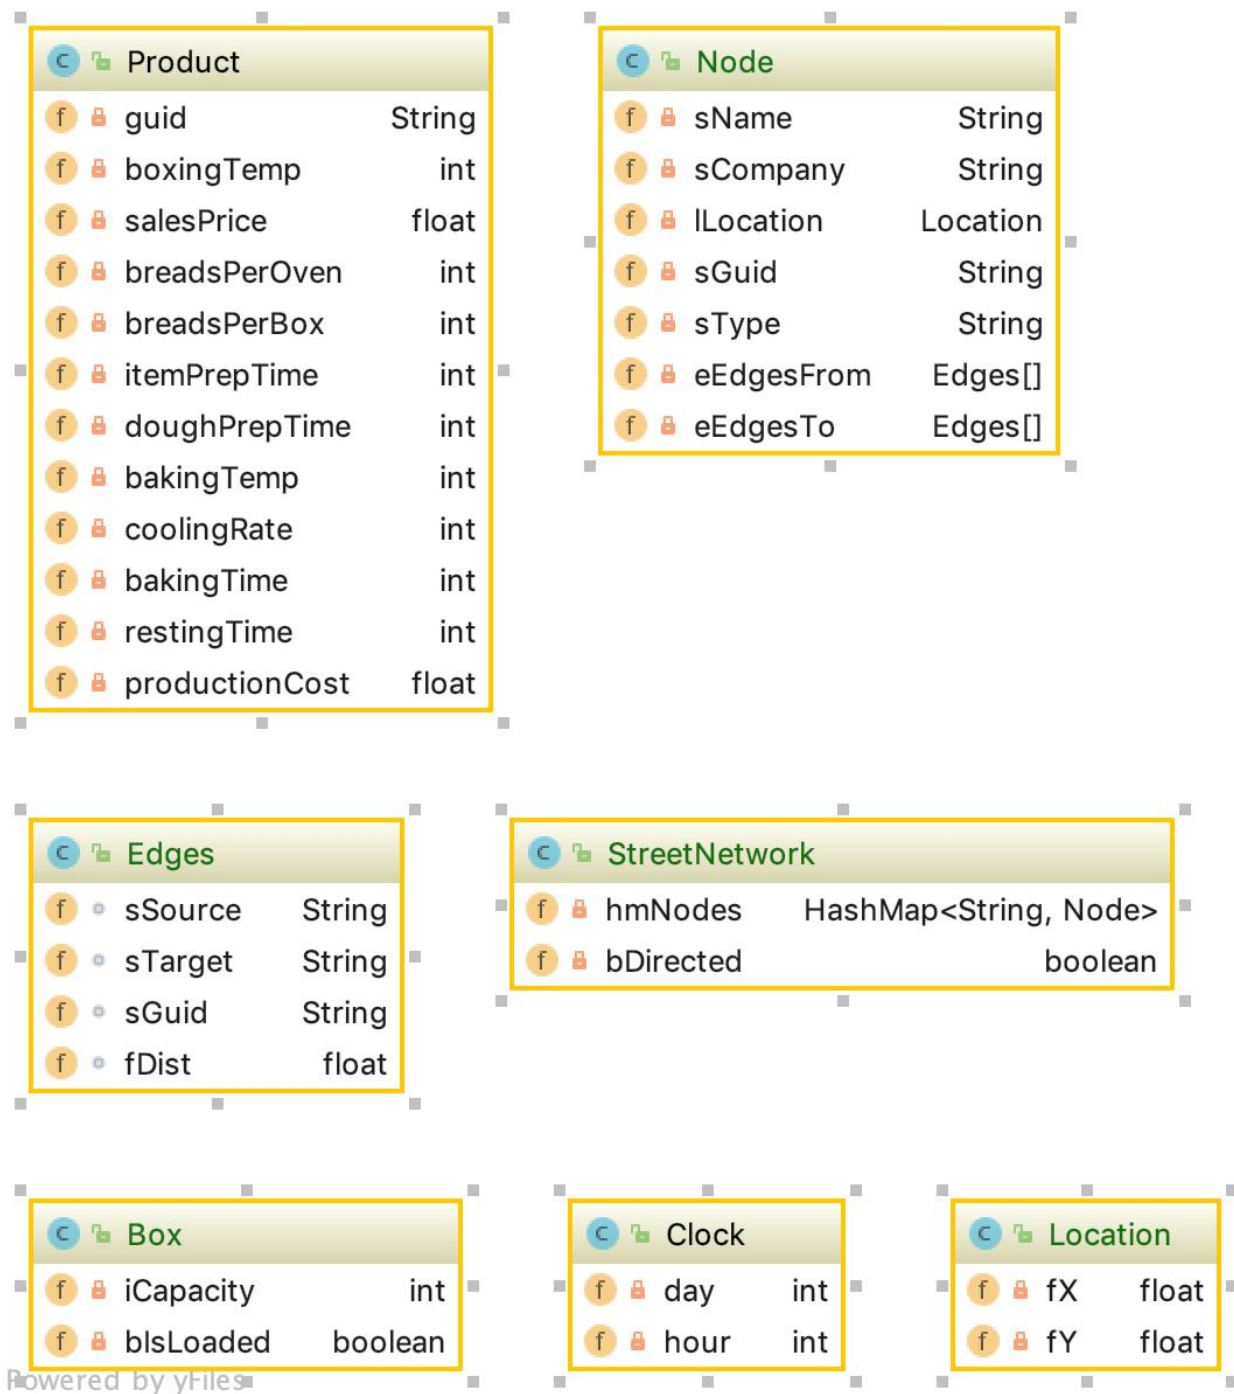 Product
guid String
boxingTemp int
salesPrice float
breadsPerOven int
breadsPerBox int
itemPrepTime int
doughPrepTime int
bakingTemp int
coolingRate int
bakingTime int
restingTime int
productionCost float
Node
sName String
sCompany String
lLocation Location
sGuid String
sType String
eEdgesFrom Edges[]
eEdgesTo Edges[]
Edges
sSource String
sTarget String
sGuid String
fDist float
StreetNetwork
hmNodes HashMap<String, Node>
bDirected boolean
Box
iCapacity int
bIsLoaded boolean
Clock
day int
hour int
Location
fX float
fY float
Powered by yFiles